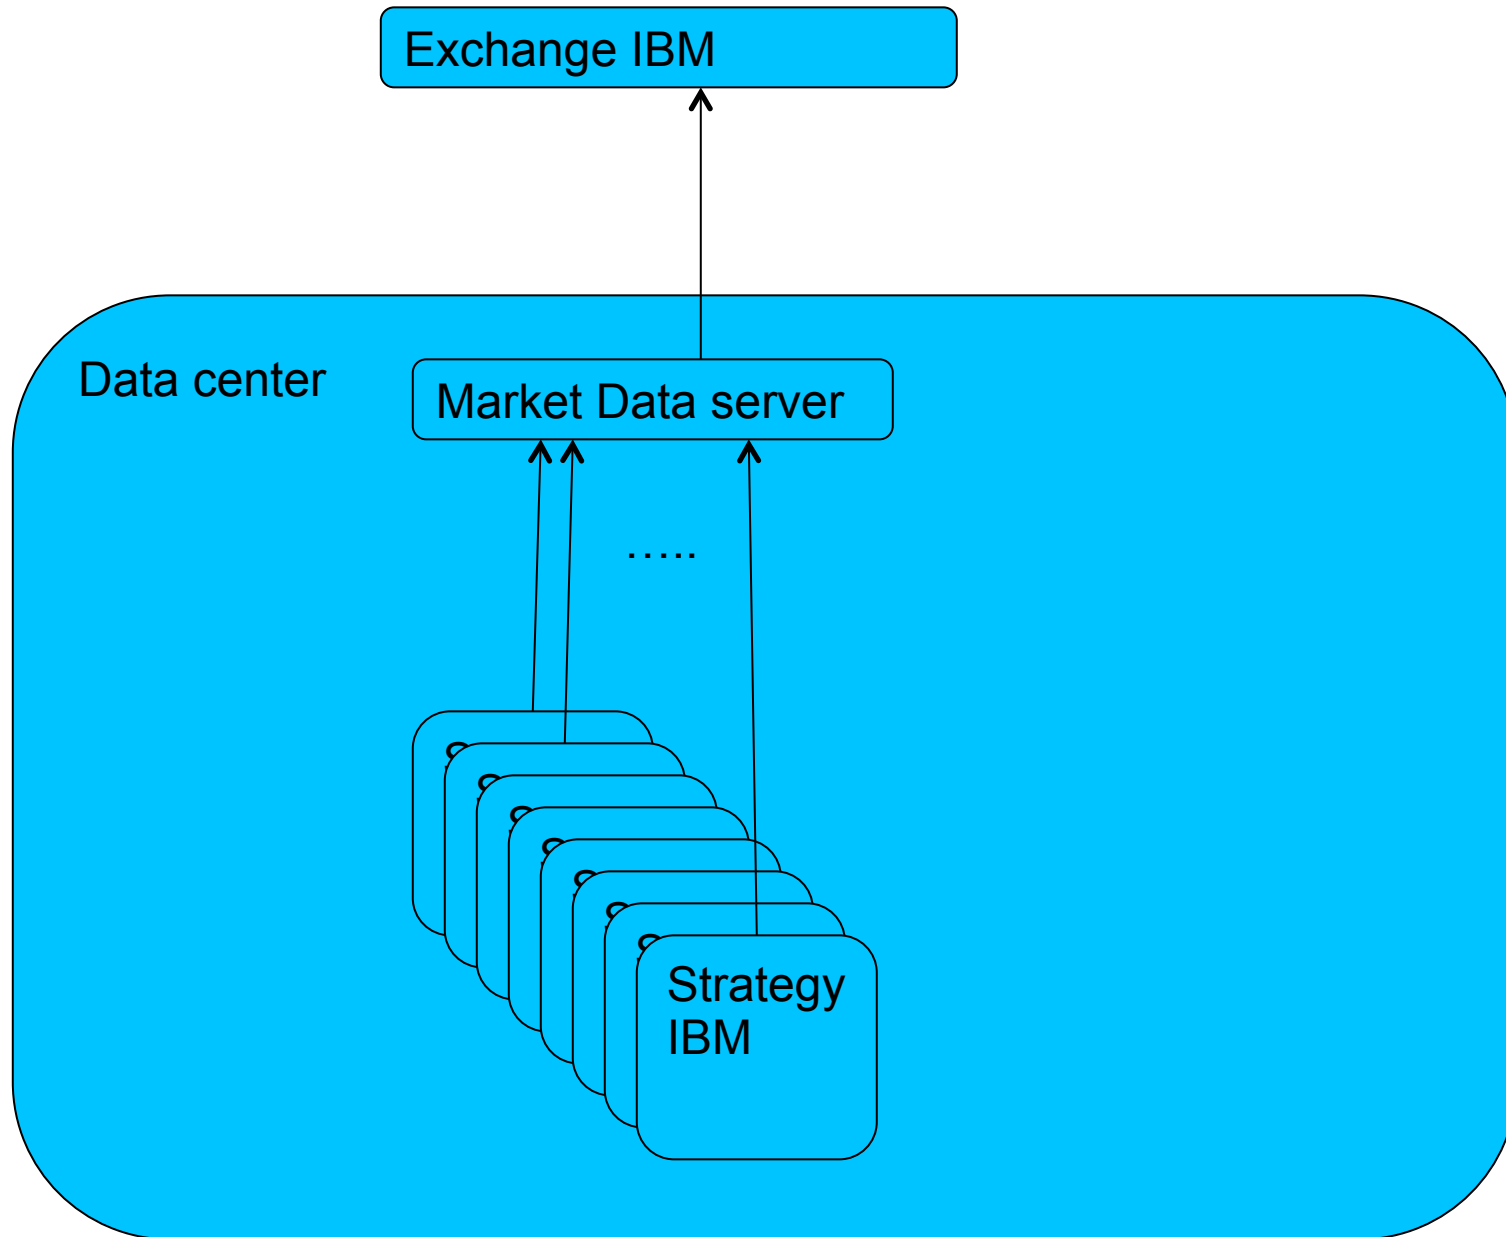 Exchange IBM
Data center
Market Data server
…..
Strategy
IBM